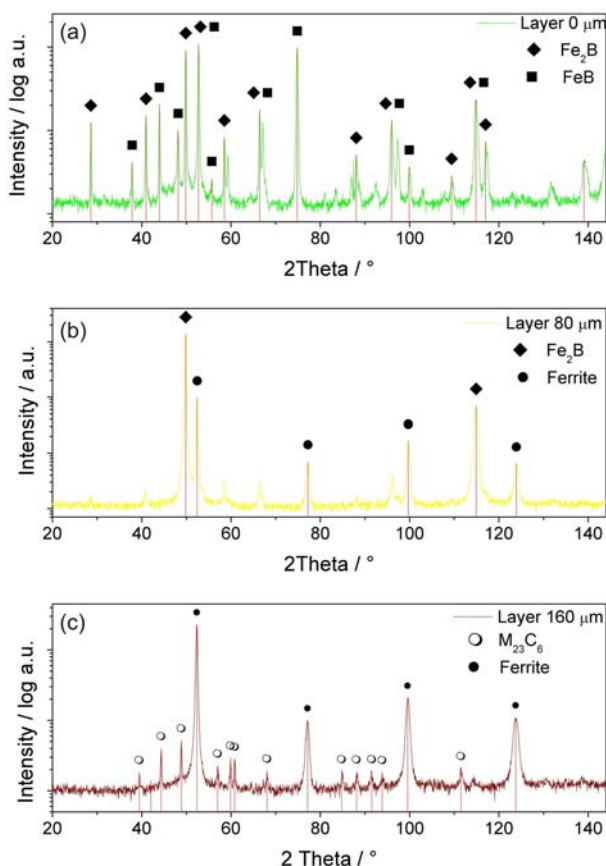 (a)
Layer 0 μm
Fe₂B
FeB
Intensity / log a.u.
20 40 60 80 100 120 140
2Theta / °
(b)
Layer 80 μm
Fe₂B
Ferrite
Intensity / a.u.
20 40 60 80 100 120 140
2Theta / °
(c)
Layer 160 μm
M₂₃C₆
Ferrite
Intensity / log a.u.
20 40 60 80 100 120 140
2 Theta / °